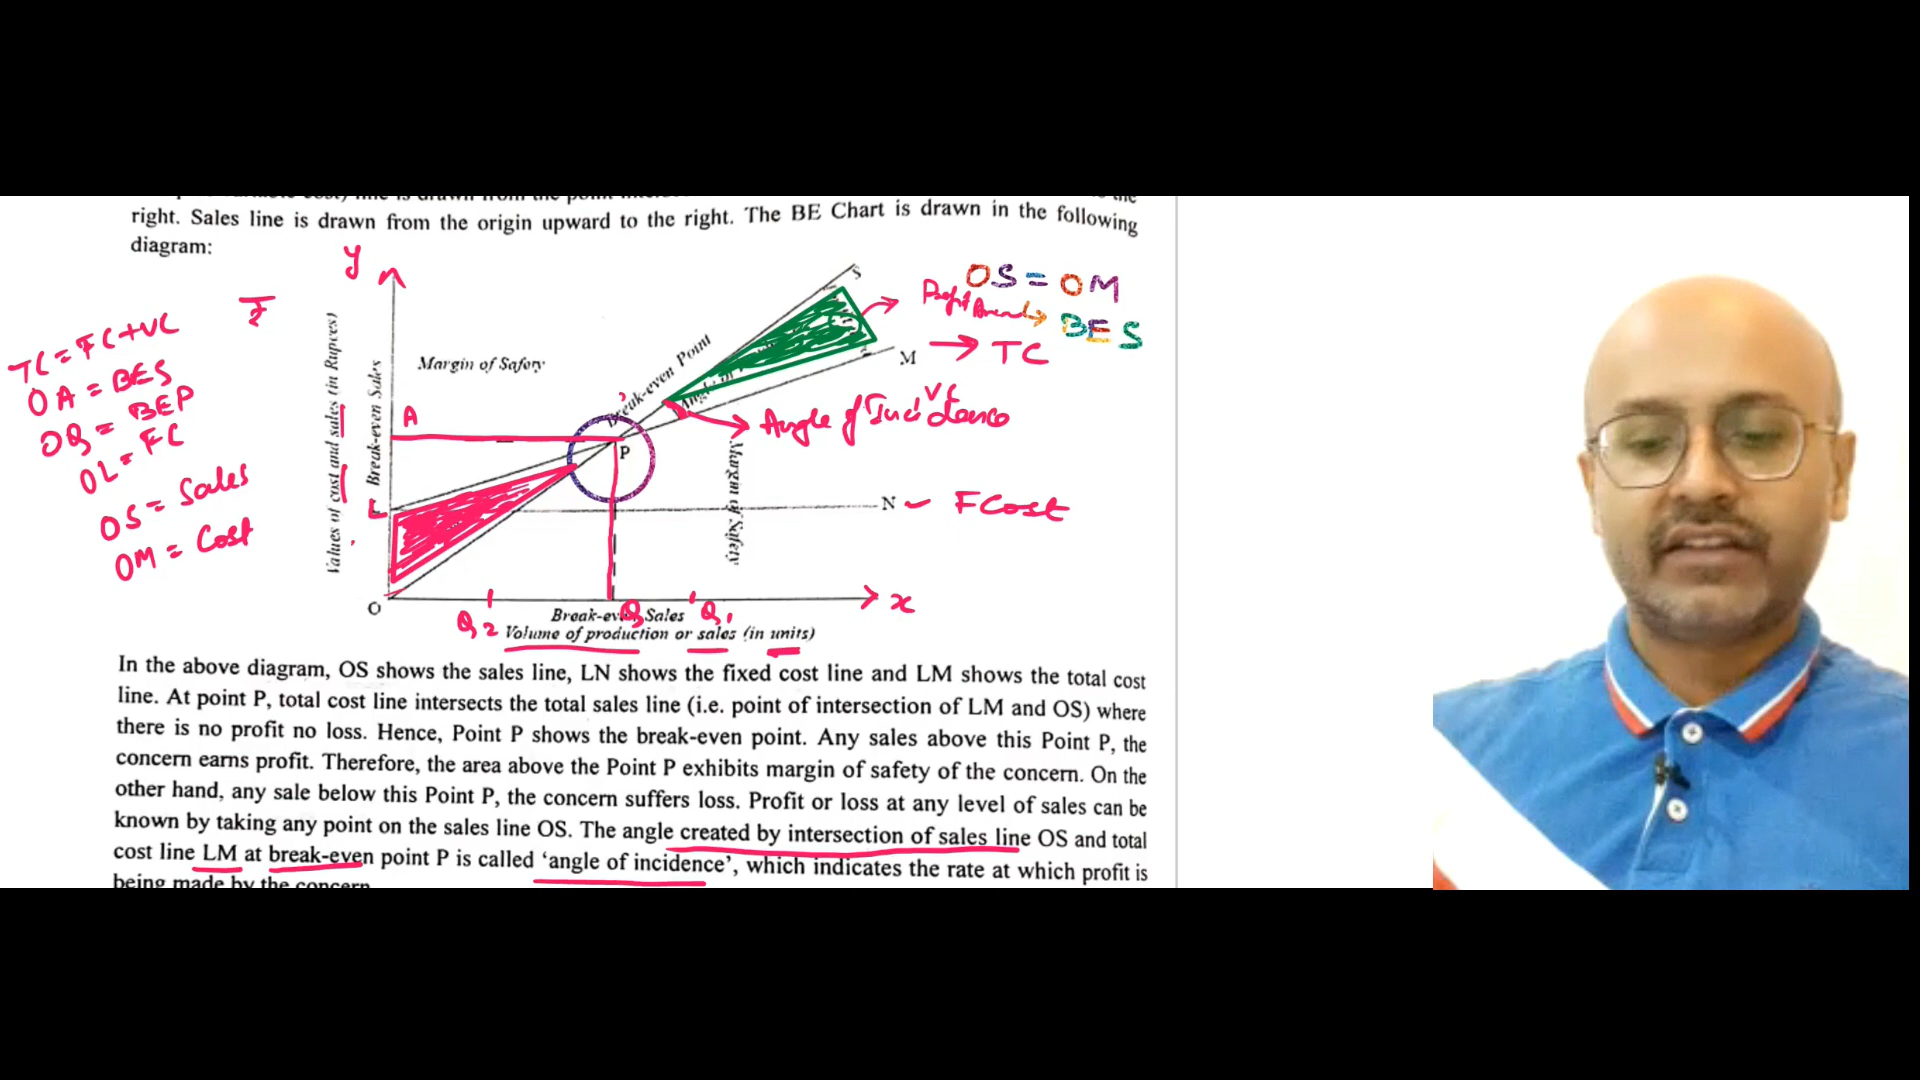 right. Sales line is drawn from the origin upward to the right. The BE Chart is drawn in the following
diagram:
y
₹
TC = FC+VC
OA = BES
OQ = BEP
OL = FC
OS = Sales
OM = Cost
Values of cost and sales (in Rupees)
Break-even Sales
Margin of Safety
A
L
O
Break-even Point
P
S
OS = OM
BES
M → TC
VC
Angle of Incidence
Margin of Safety
N - FCost
x
Q2
Q
Q1
Break-even Sales
Volume of production or sales (in units)
In the above diagram, OS shows the sales line, LN shows the fixed cost line and LM shows the total cost
line. At point P, total cost line intersects the total sales line (i.e. point of intersection of LM and OS) where
there is no profit no loss. Hence, Point P shows the break-even point. Any sales above this Point P, the
concern earns profit. Therefore, the area above the Point P exhibits margin of safety of the concern. On the
other hand, any sale below this Point P, the concern suffers loss. Profit or loss at any level of sales can be
known by taking any point on the sales line OS. The angle created by intersection of sales line OS and total
cost line LM at break-even point P is called ‘angle of incidence’, which indicates the rate at which profit is
being made by the concern